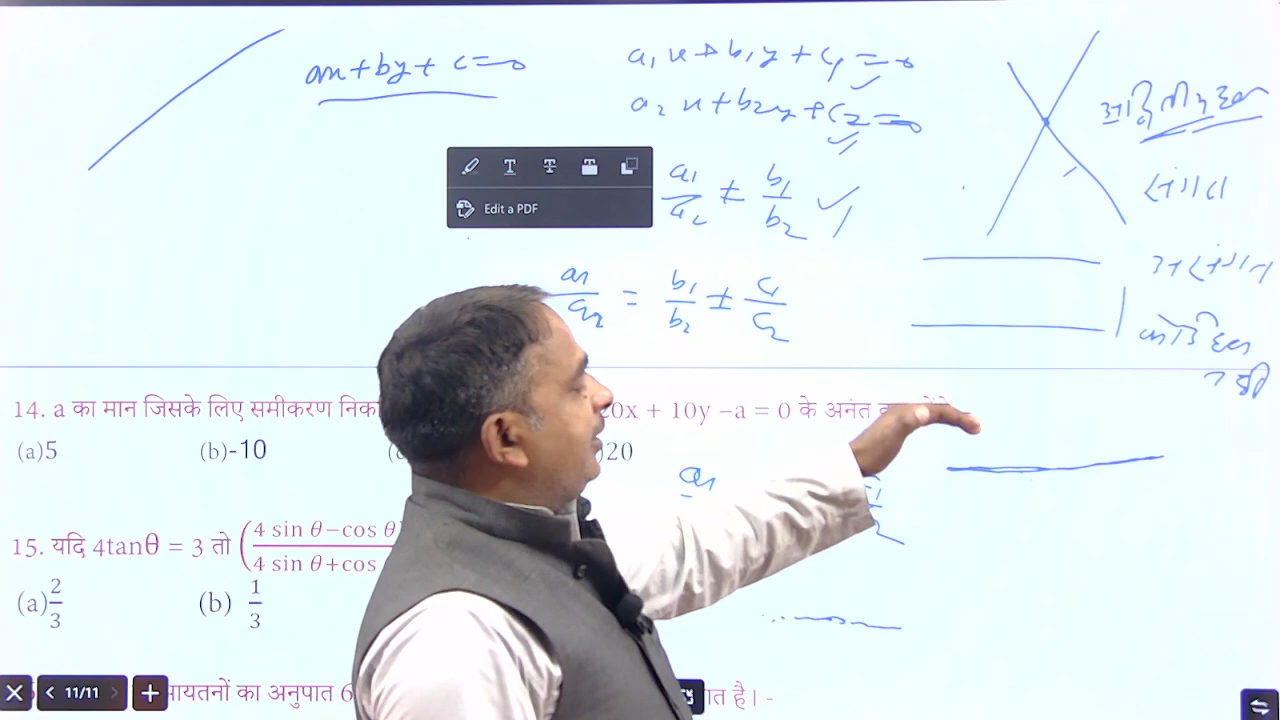 ax+by+c=0
a₁x+b₁y+c₁=0
a₂x+b₂y+c₂=0
अद्वितीय हल
Edit a PDF
a₁/a₂ ≠ b₁/b₂
संगत
a₁/a₂ = b₁/b₂ ≠ c₁/c₂
असंगत
कोई हल
नहीं
14. a का मान जिसके लिए समीकरण 20x + 10y –a = 0 के अनंत
(a)5 (b)-10 20
a₁
15. यदि 4tanθ = 3 तो (4 sin θ−cos θ / 4 sin θ+cos
(a) 2/3 (b) 1/3
11/11 का अनुपात 6 है। -